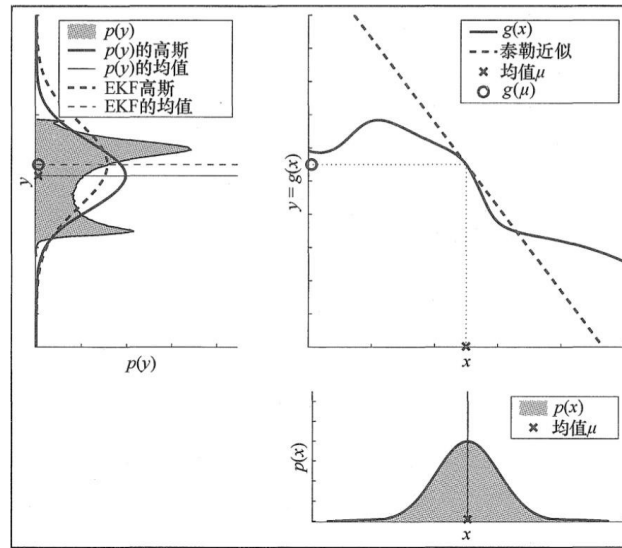 p(y)
p(y)的高斯
p(y)的均值
EKF高斯
EKF的均值
y
p(y)
g(x)
泰勒近似
均值μ
g(μ)
y = g(x)
x
p(x)
均值μ
p(x)
x